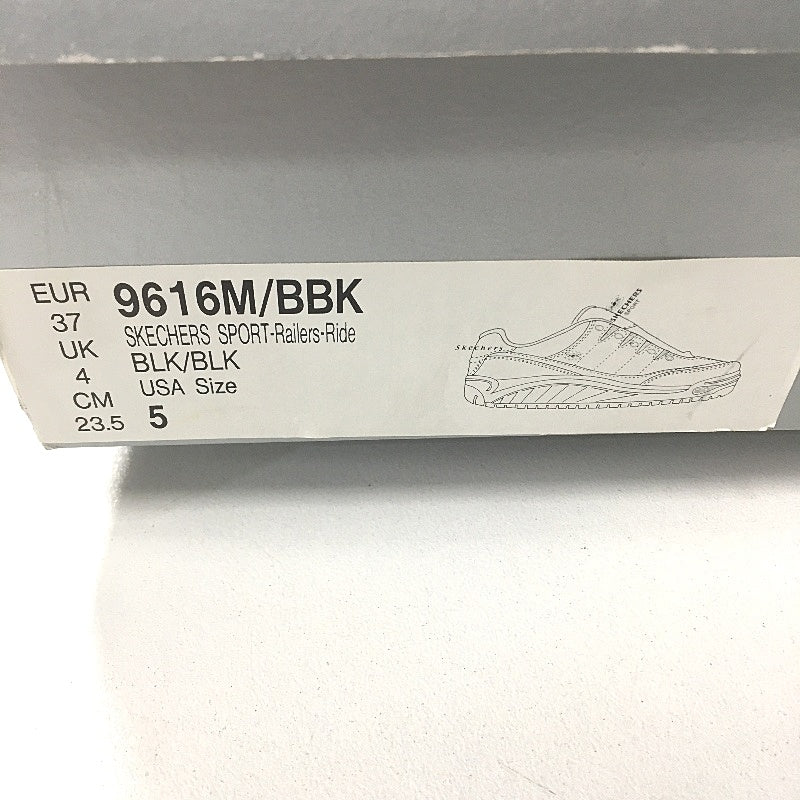 EUR
37
UK
4
CM
23.5
9616M/BBK
SKECHERS SPORT-Railers-Ride
BLK/BLK
USA Size
5
Skechers
SKECHERS
SPORT